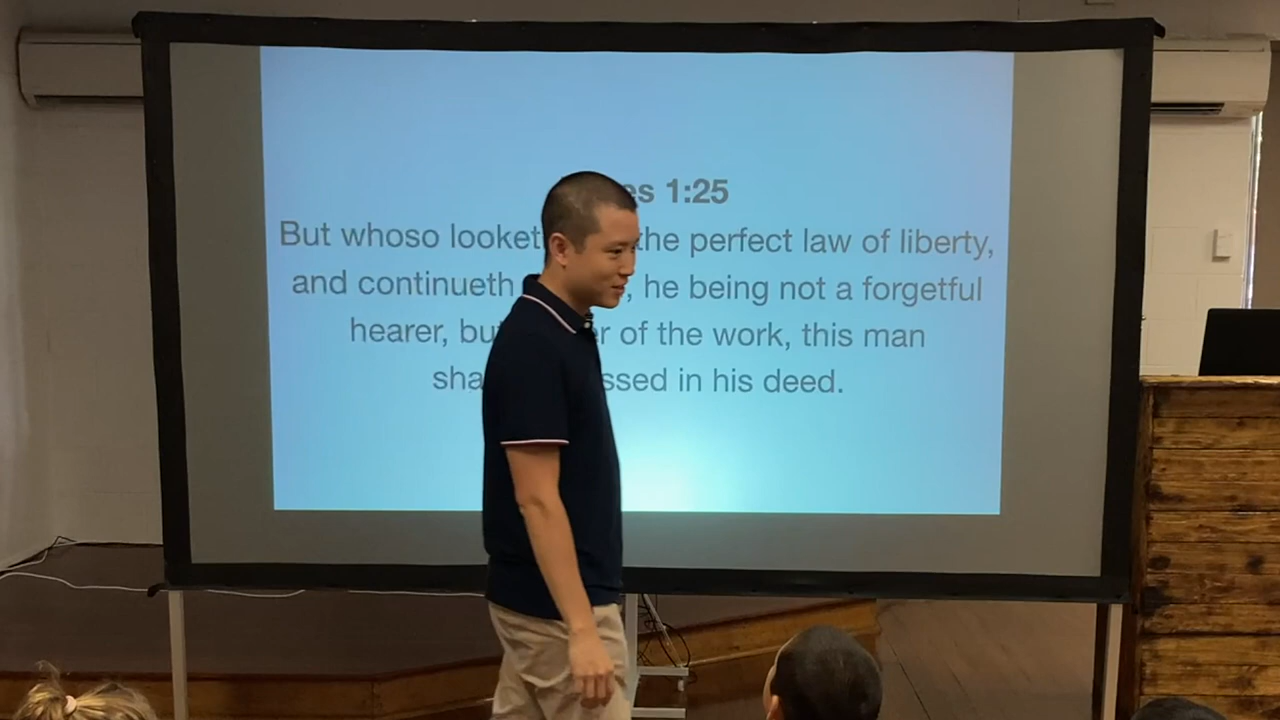 es 1:25
But whoso looket the perfect law of liberty,
and continueth , he being not a forgetful
hearer, bu r of the work, this man
sha ssed in his deed.